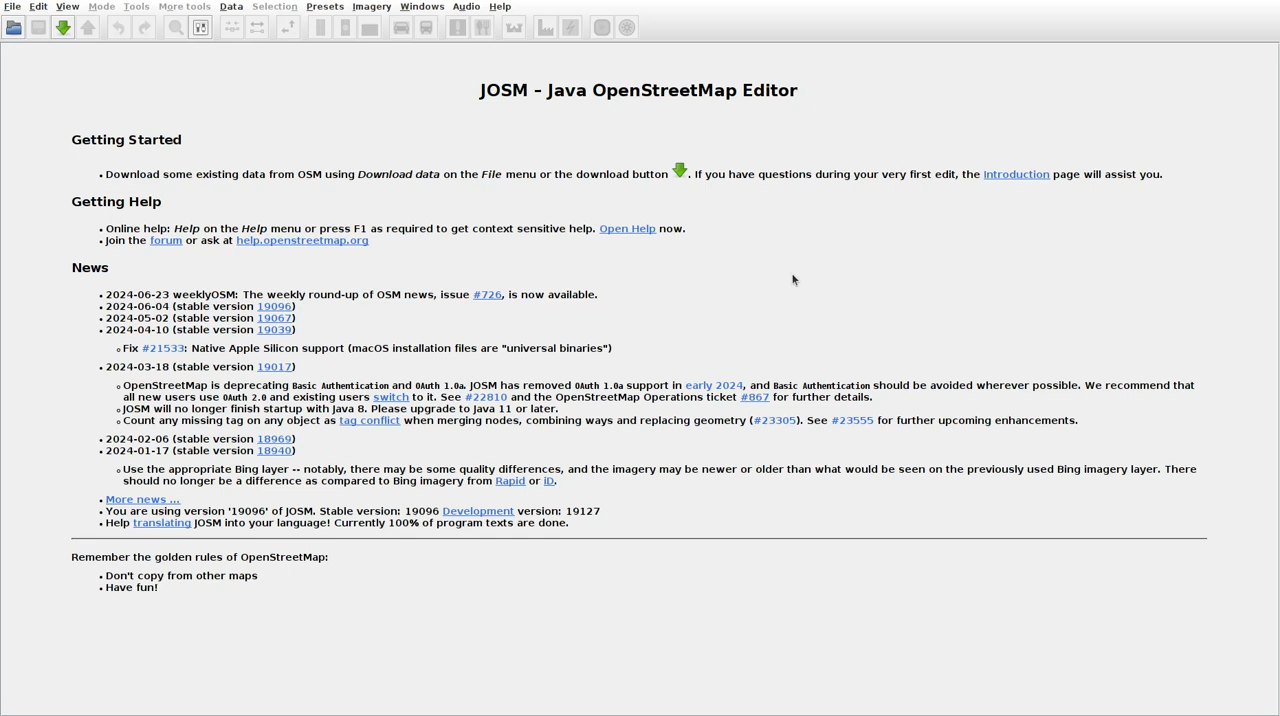 File Edit View Mode Tools More tools Data Selection Presets Imagery Windows Audio Help
JOSM – Java OpenStreetMap Editor
Getting Started
• Download some existing data from OSM using Download data on the File menu or the download button . If you have questions during your very first edit, the Introduction page will assist you.
Getting Help
• Online help: Help on the Help menu or press F1 as required to get context sensitive help. Open Help now.
• Join the forum or ask at help.openstreetmap.org
News
• 2024-06-23 weeklyOSM: The weekly round-up of OSM news, issue #726, is now available.
• 2024-06-04 (stable version 19096)
• 2024-05-02 (stable version 19067)
• 2024-04-10 (stable version 19039)
◦ Fix #21533: Native Apple Silicon support (macOS installation files are "universal binaries")
• 2024-03-18 (stable version 19017)
◦ OpenStreetMap is deprecating Basic Authentication and OAuth 1.0a. JOSM has removed OAuth 1.0a support in early 2024, and Basic Authentication should be avoided wherever possible. We recommend that
all new users use OAuth 2.0 and existing users switch to it. See #22810 and the OpenStreetMap Operations ticket #867 for further details.
◦ JOSM will no longer finish startup with Java 8. Please upgrade to Java 11 or later.
◦ Count any missing tag on any object as tag conflict when merging nodes, combining ways and replacing geometry (#23305). See #23555 for further upcoming enhancements.
• 2024-02-06 (stable version 18969)
• 2024-01-17 (stable version 18940)
◦ Use the appropriate Bing layer -- notably, there may be some quality differences, and the imagery may be newer or older than what would be seen on the previously used Bing imagery layer. There
should no longer be a difference as compared to Bing imagery from Rapid or iD.
• More news ...
• You are using version '19096' of JOSM. Stable version: 19096 Development version: 19127
• Help translating JOSM into your language! Currently 100% of program texts are done.
Remember the golden rules of OpenStreetMap:
• Don't copy from other maps
• Have fun!